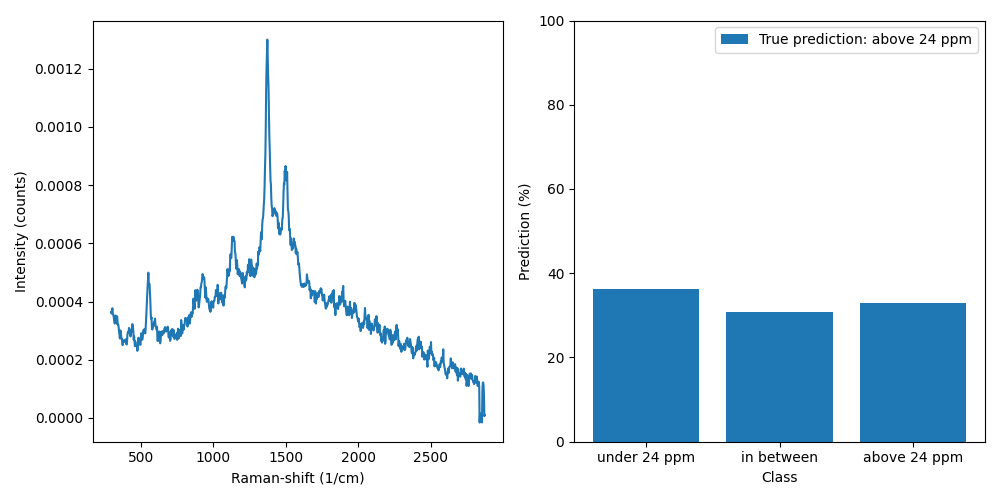 0.0012
0.0010
0.0008
0.0006
0.0004
0.0002
0.0000
Intensity (counts)
500 1000 1500 2000 2500
Raman-shift (1/cm)
100
80
60
40
20
0
Prediction (%)
True prediction: above 24 ppm
under 24 ppm in between above 24 ppm
Class